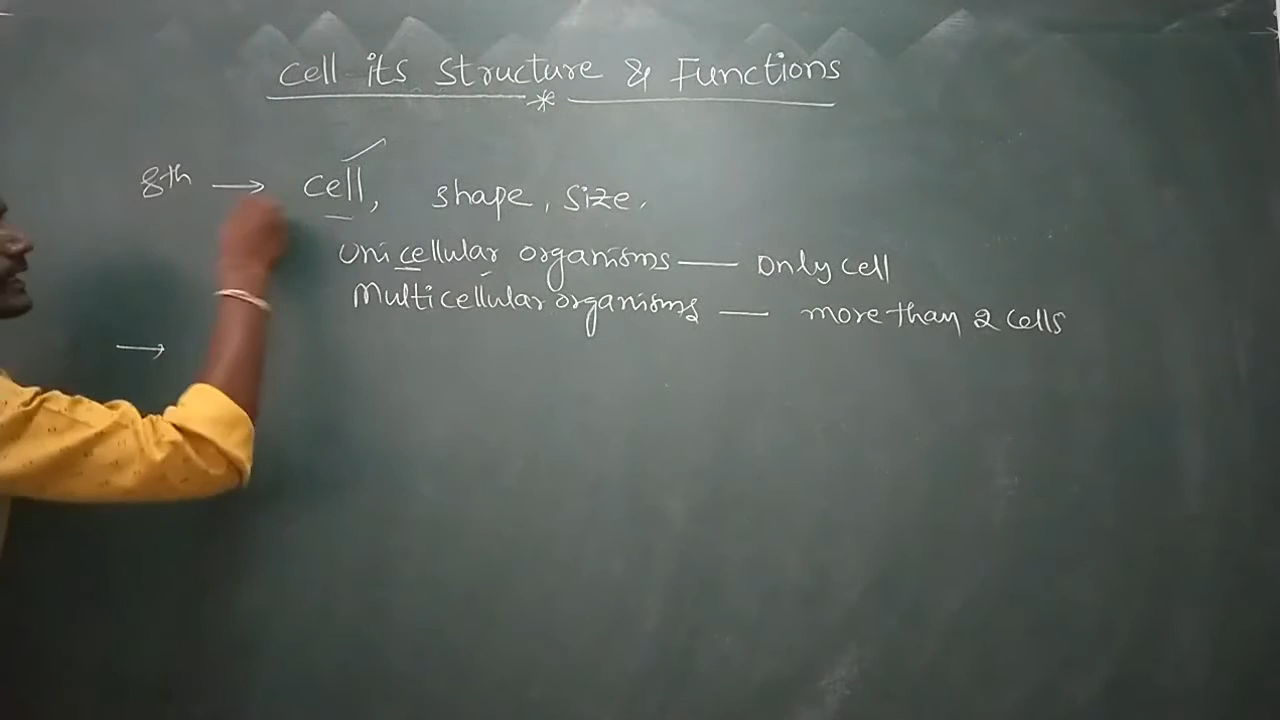 Cell its Structure & Functions
8th → Cell, shape, size.
Unicellular organisms — Only cell
Multicellular organisms — more than 2 cells
→